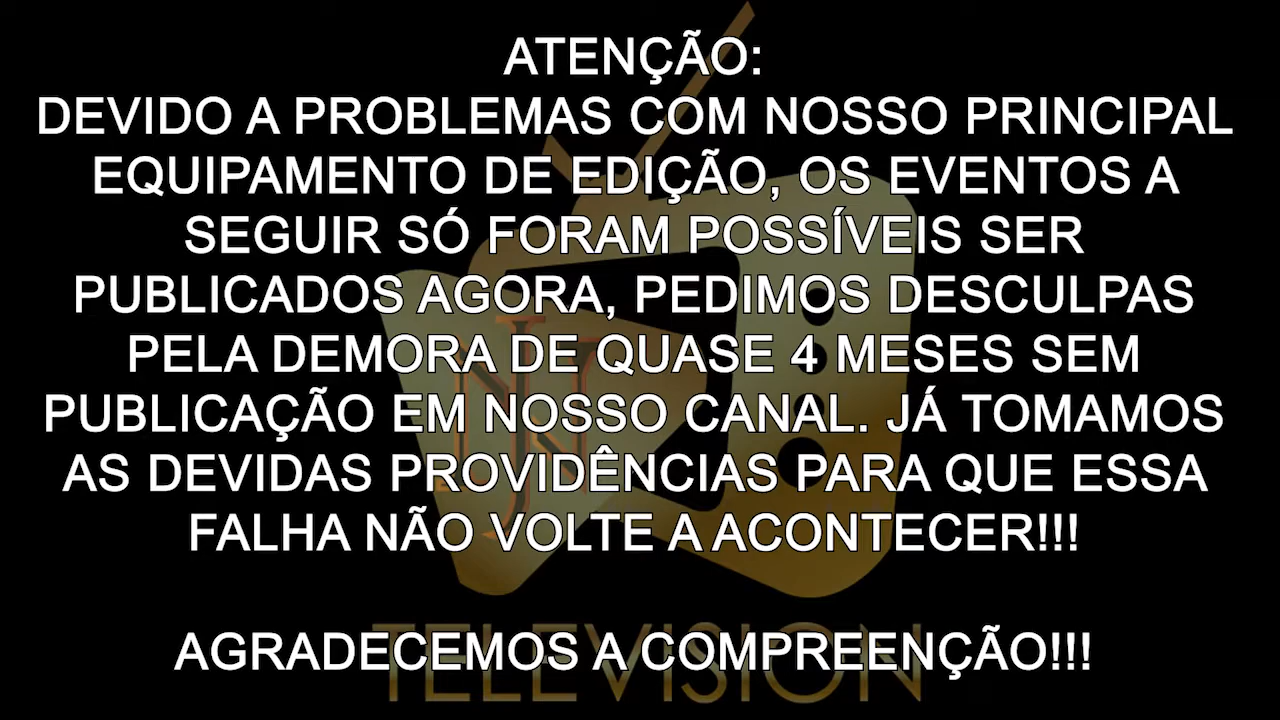 ATENÇÃO:
DEVIDO A PROBLEMAS COM NOSSO PRINCIPAL
EQUIPAMENTO DE EDIÇÃO, OS EVENTOS A
SEGUIR SÓ FORAM POSSÍVEIS SER
PUBLICADOS AGORA, PEDIMOS DESCULPAS
PELA DEMORA DE QUASE 4 MESES SEM
PUBLICAÇÃO EM NOSSO CANAL. JÁ TOMAMOS
AS DEVIDAS PROVIDÊNCIAS PARA QUE ESSA
FALHA NÃO VOLTE A ACONTECER!!!
AGRADECEMOS A COMPREENÇÃO!!!
TELEVISION